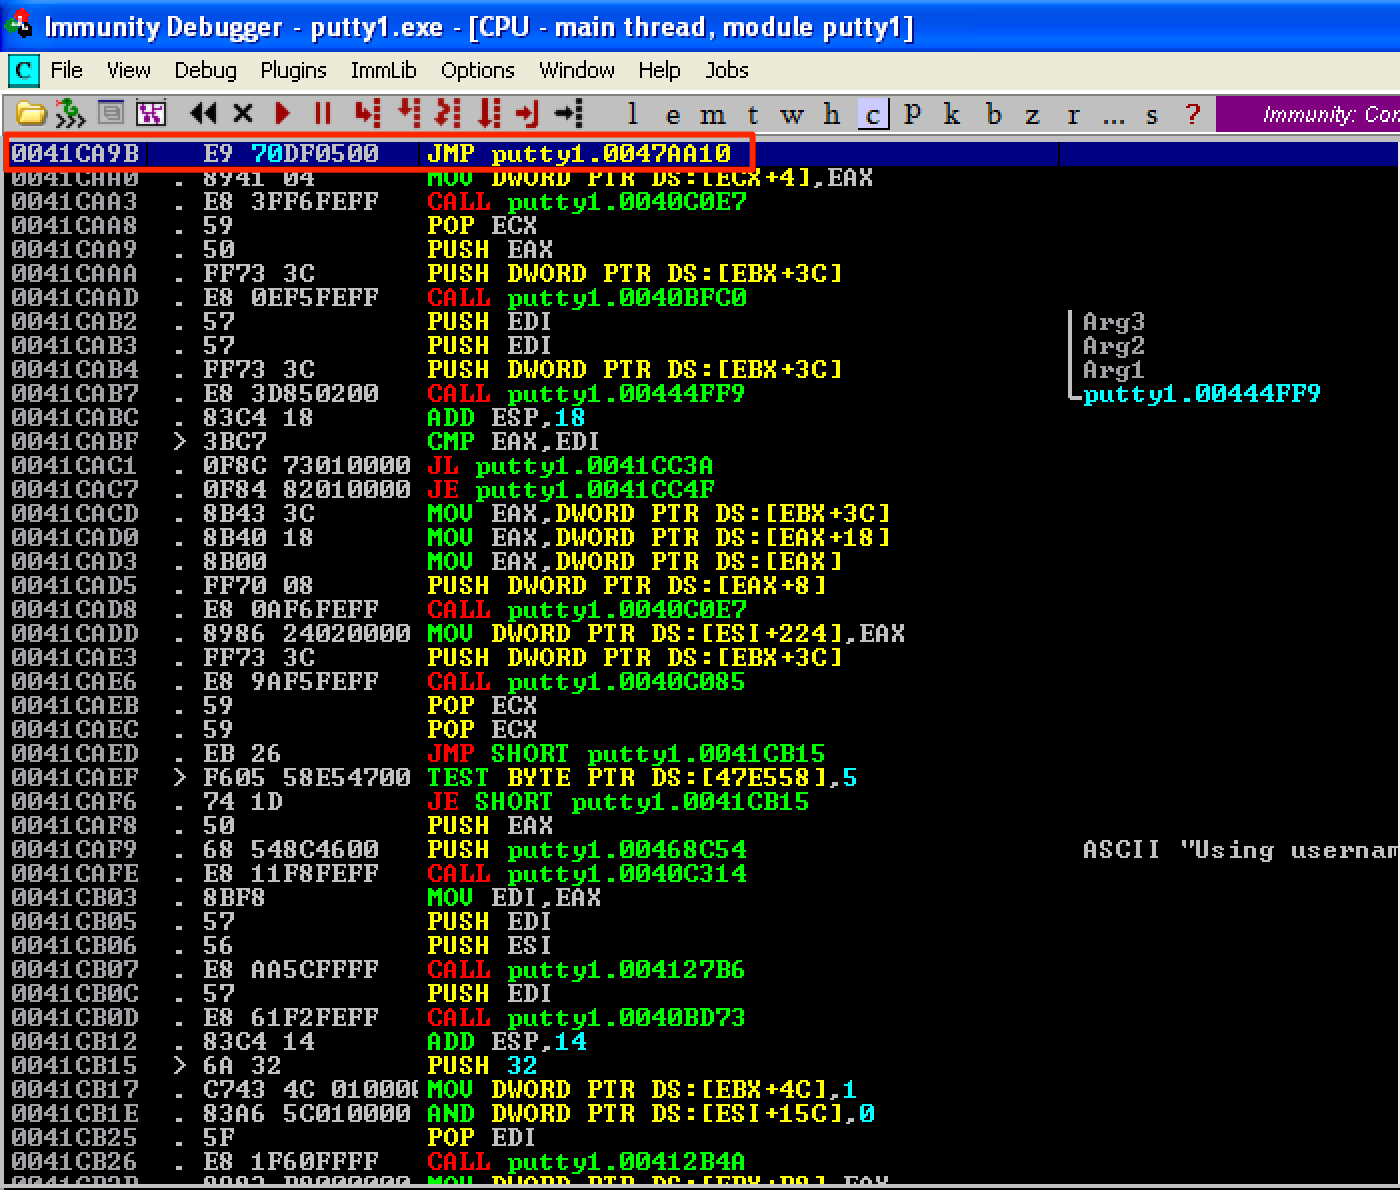 Immunity Debugger - putty1.exe - [CPU - main thread, module putty1]
C File View Debug Plugins ImmLib Options Window Help Jobs
l e m t w h c P k b z r ... s ? Immunity: Con
0041CA9B E9 70DF0500 JMP putty1.0047AA10
0041CAA0 . 8941 04 MOV DWORD PTR DS:[ECX+4],EAX
0041CAA3 . E8 3FF6FEFF CALL putty1.0040C0E7
0041CAA8 . 59 POP ECX
0041CAA9 . 50 PUSH EAX
0041CAAA . FF73 3C PUSH DWORD PTR DS:[EBX+3C]
0041CAAD . E8 0EF5FEFF CALL putty1.0040BFC0
0041CAB2 . 57 PUSH EDI Arg3
0041CAB3 . 57 PUSH EDI Arg2
0041CAB4 . FF73 3C PUSH DWORD PTR DS:[EBX+3C] Arg1
0041CAB7 . E8 3D850200 CALL putty1.00444FF9 putty1.00444FF9
0041CABC . 83C4 18 ADD ESP,18
0041CABF > 3BC7 CMP EAX,EDI
0041CAC1 . 0F8C 73010000 JL putty1.0041CC3A
0041CAC7 . 0F84 82010000 JE putty1.0041CC4F
0041CACD . 8B43 3C MOV EAX,DWORD PTR DS:[EBX+3C]
0041CAD0 . 8B40 18 MOV EAX,DWORD PTR DS:[EAX+18]
0041CAD3 . 8B00 MOV EAX,DWORD PTR DS:[EAX]
0041CAD5 . FF70 08 PUSH DWORD PTR DS:[EAX+8]
0041CAD8 . E8 0AF6FEFF CALL putty1.0040C0E7
0041CADD . 8986 24020000 MOV DWORD PTR DS:[ESI+224],EAX
0041CAE3 . FF73 3C PUSH DWORD PTR DS:[EBX+3C]
0041CAE6 . E8 9AF5FEFF CALL putty1.0040C085
0041CAEB . 59 POP ECX
0041CAEC . 59 POP ECX
0041CAED . EB 26 JMP SHORT putty1.0041CB15
0041CAEF > F605 58E54700 TEST BYTE PTR DS:[47E558],5
0041CAF6 . 74 1D JE SHORT putty1.0041CB15
0041CAF8 . 50 PUSH EAX
0041CAF9 . 68 548C4600 PUSH putty1.00468C54 ASCII "Using usernam
0041CAFE . E8 11F8FEFF CALL putty1.0040C314
0041CB03 . 8BF8 MOV EDI,EAX
0041CB05 . 57 PUSH EDI
0041CB06 . 56 PUSH ESI
0041CB07 . E8 AA5CFFFF CALL putty1.004127B6
0041CB0C . 57 PUSH EDI
0041CB0D . E8 61F2FEFF CALL putty1.0040BD73
0041CB12 . 83C4 14 ADD ESP,14
0041CB15 > 6A 32 PUSH 32
0041CB17 . C743 4C 010000 MOV DWORD PTR DS:[EBX+4C],1
0041CB1E . 83A6 5C010000 AND DWORD PTR DS:[ESI+15C],0
0041CB25 . 5F POP EDI
0041CB26 . E8 1F60FFFF CALL putty1.00412B4A